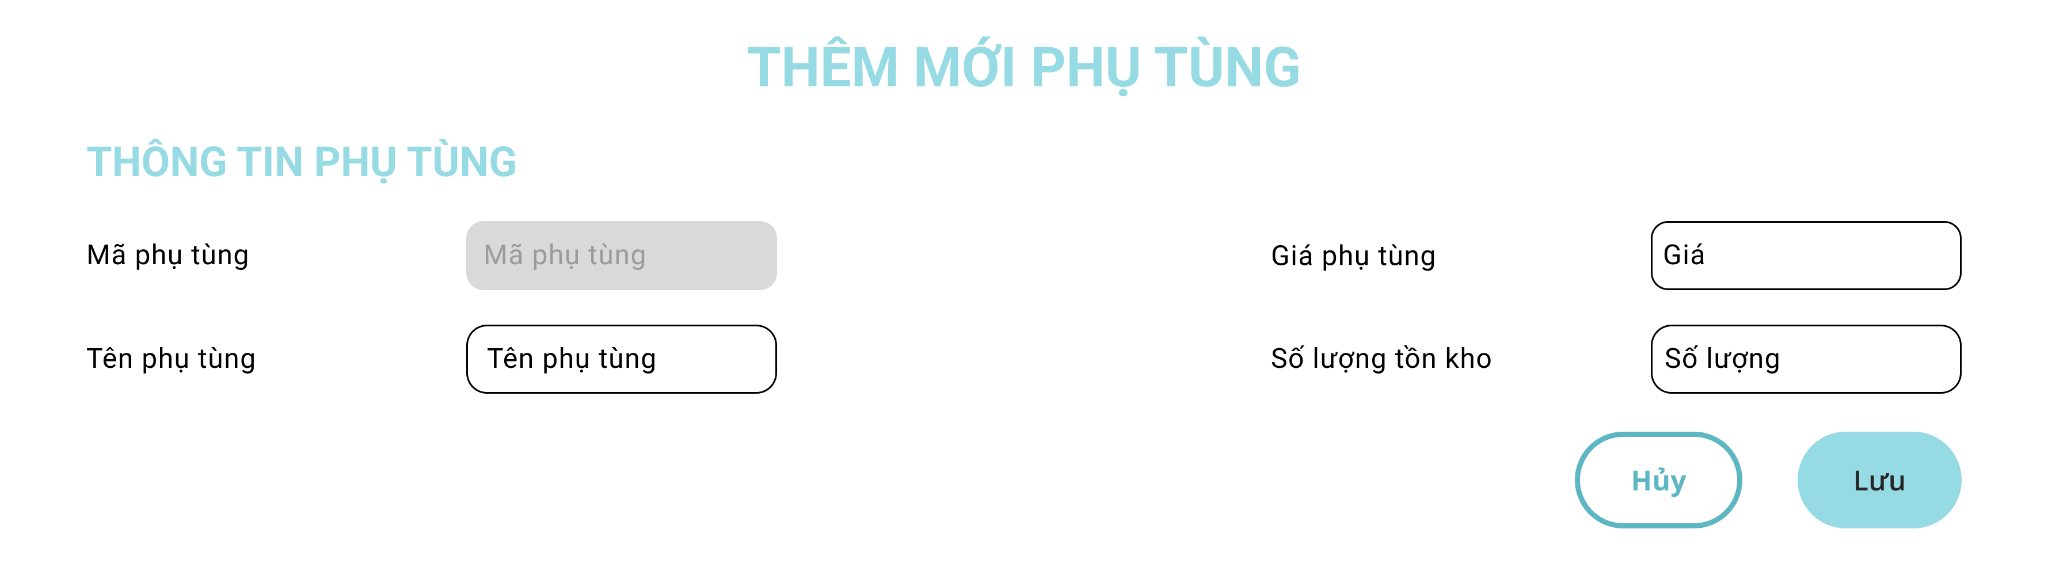 THÊM MỚI PHỤ TÙNG
THÔNG TIN PHỤ TÙNG
Mã phụ tùng
Mã phụ tùng
Giá phụ tùng
Giá
Tên phụ tùng
Tên phụ tùng
Số lượng tồn kho
Số lượng
Hủy
Lưu